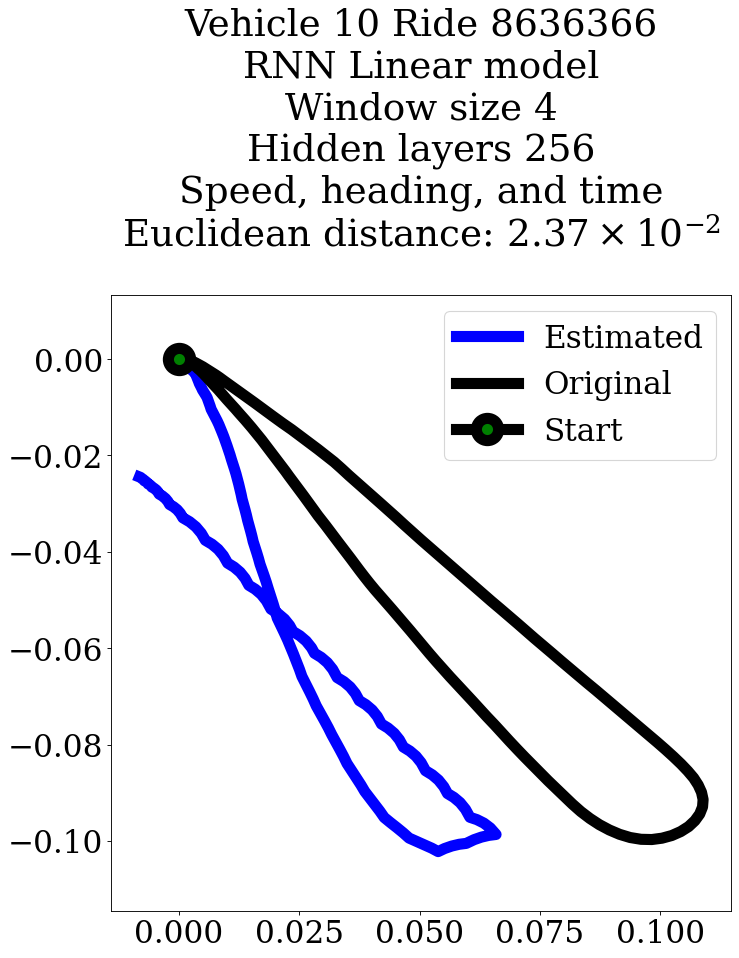 Vehicle 10 Ride 8636366
RNN Linear model
Window size 4
Hidden layers 256
Speed, heading, and time
Euclidean distance: 2.37 × 10⁻²
Estimated
Original
Start
0.00
−0.02
−0.04
−0.06
−0.08
−0.10
0.000 0.025 0.050 0.075 0.100